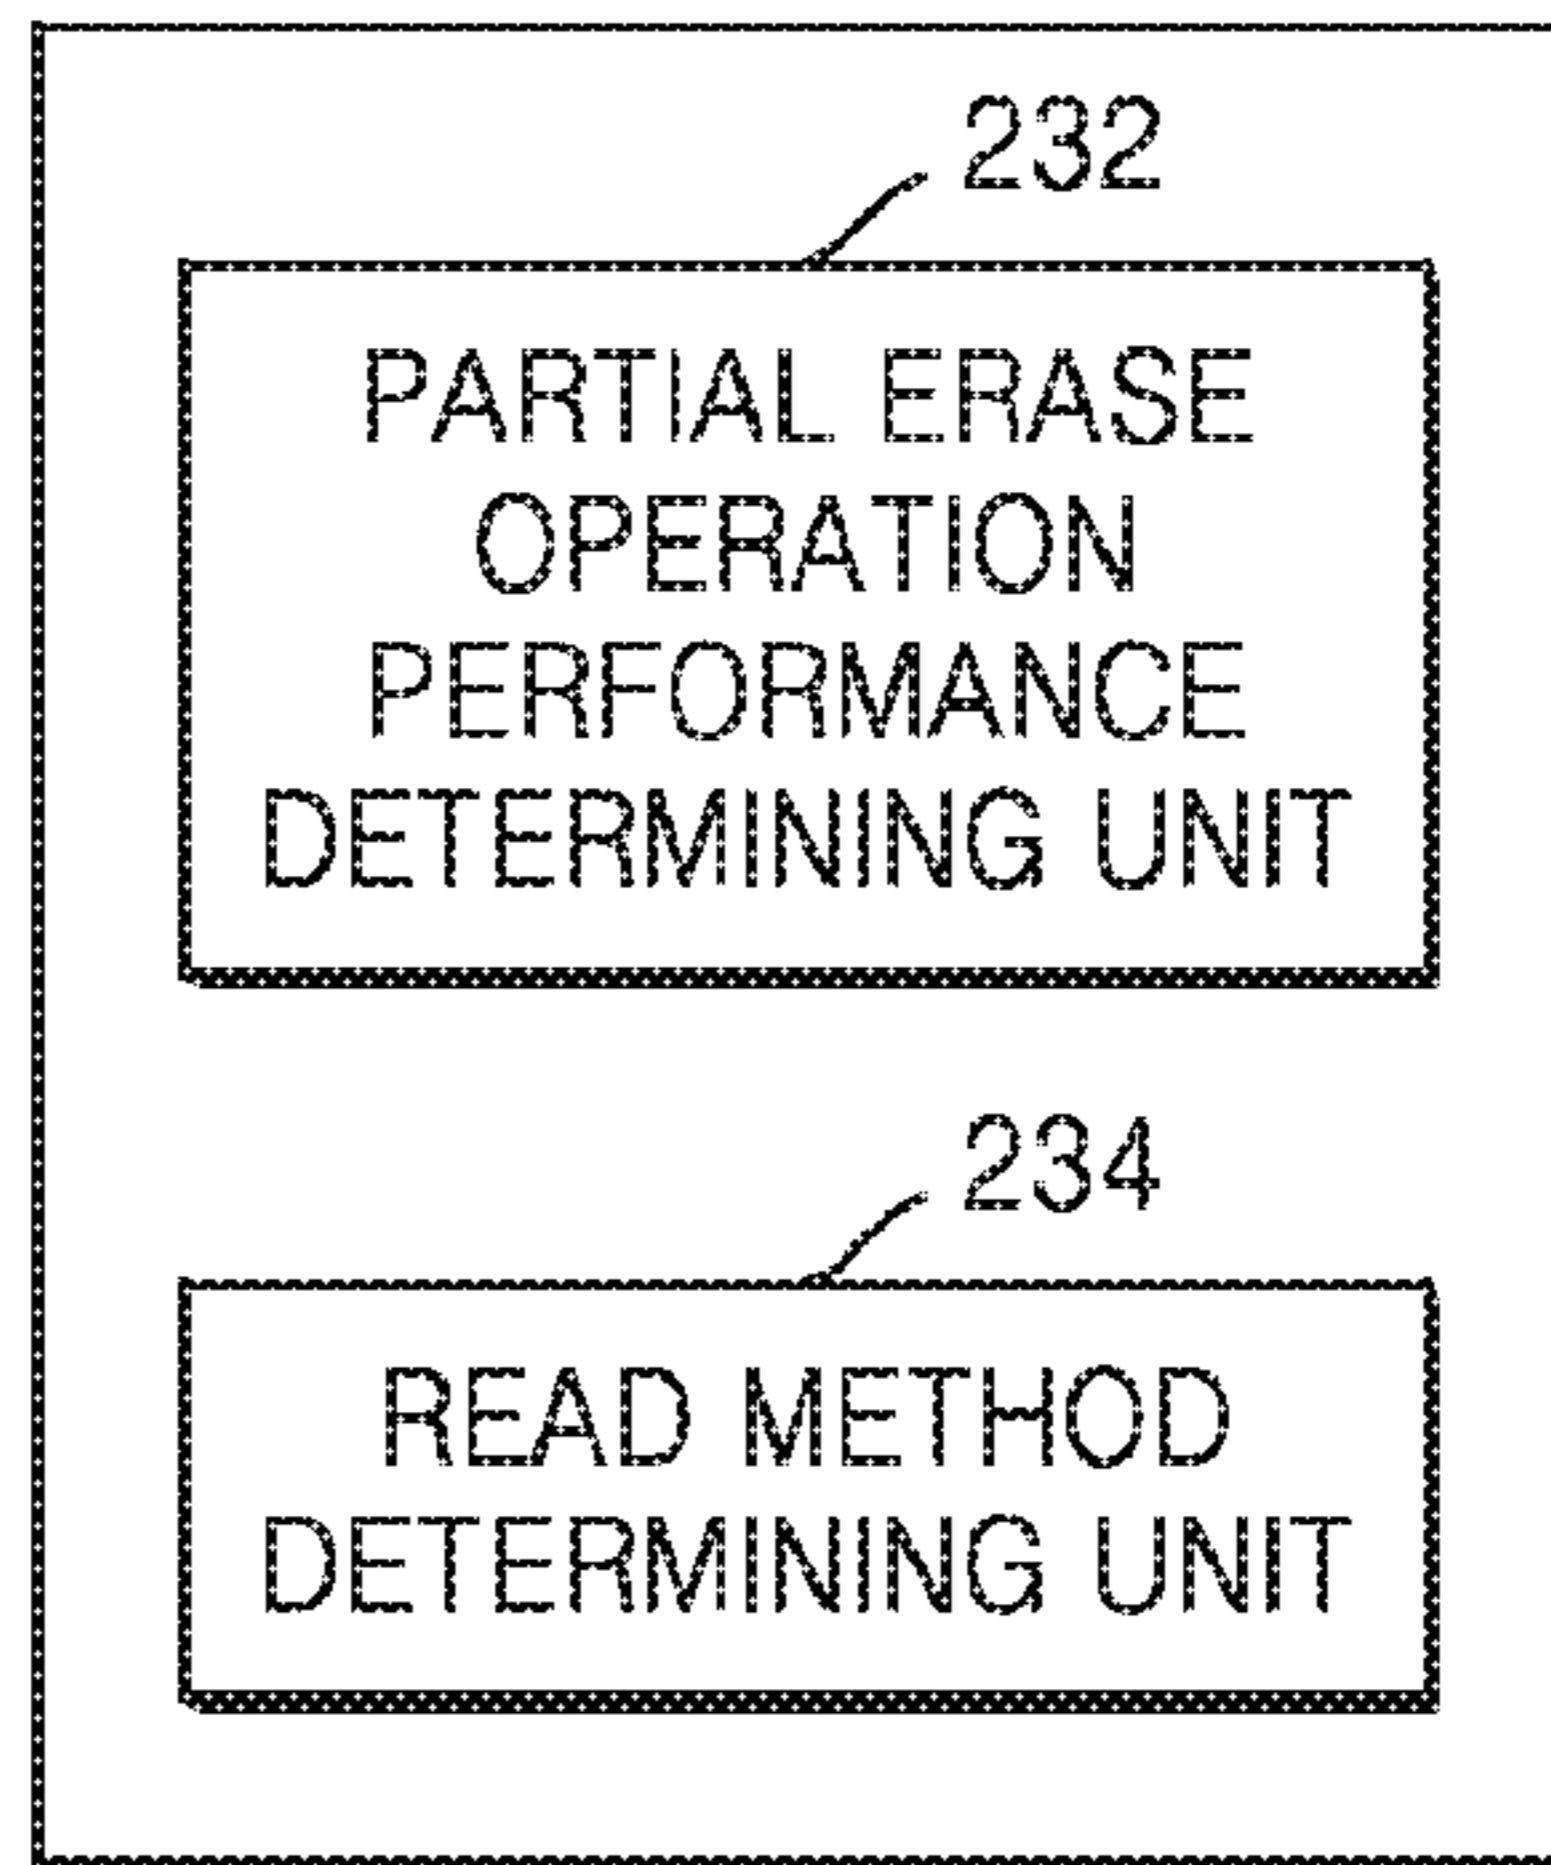 232
PARTIAL ERASE
OPERATION
PERFORMANCE
DETERMINING UNIT
234
READ METHOD
DETERMINING UNIT